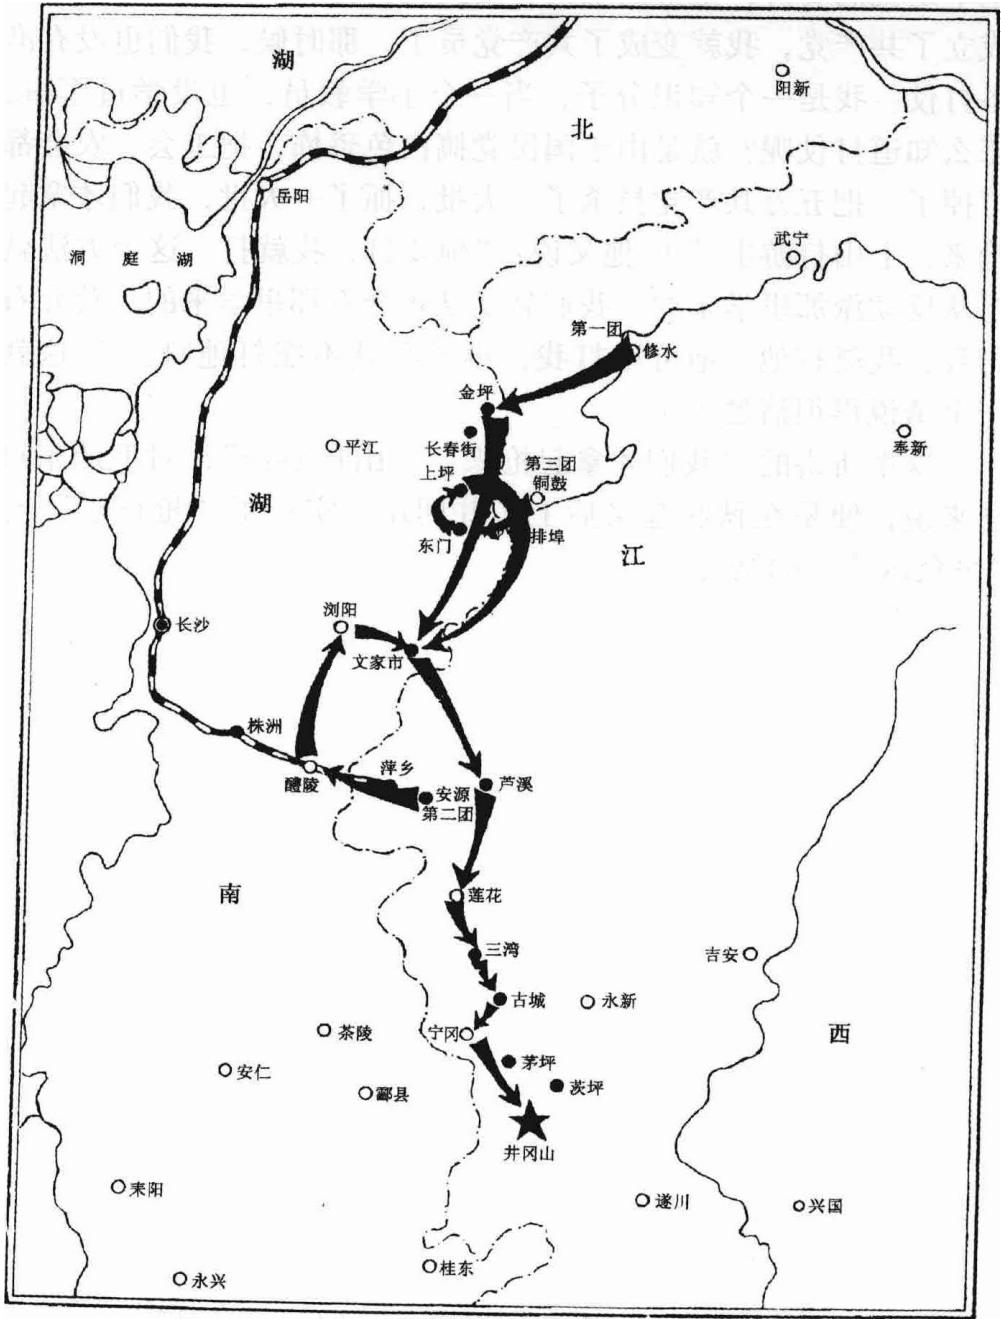 湖
北
阳新
岳阳
洞庭湖
武宁
第一团
修水
金坪
长春街
平江
奉新
上坪
第三团
铜鼓
湖
东门
排埠
江
浏阳
长沙
文家市
株洲
萍乡
醴陵
安源
第二团
芦溪
南
莲花
三湾
吉安
古城
永新
茶陵
宁冈
西
安仁
茅坪
酃县
茨坪
井冈山
耒阳
遂川
兴国
桂东
永兴